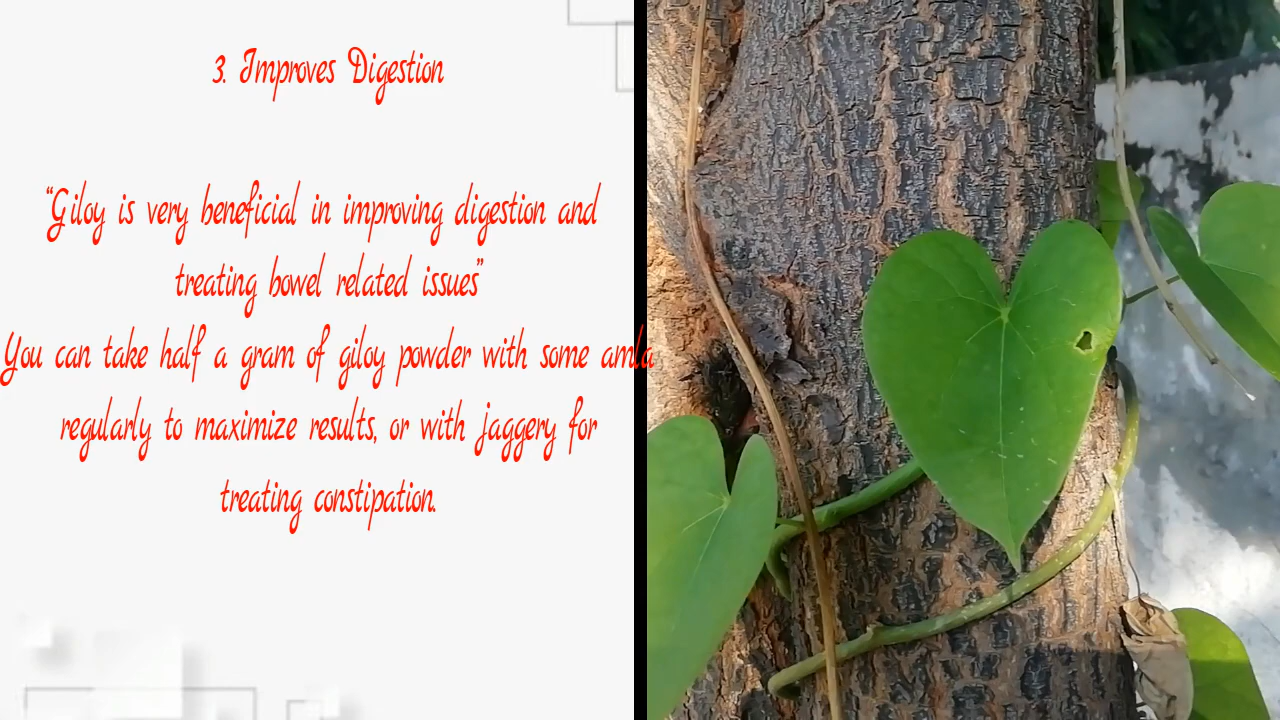 3. Improves Digestion
“Giloy is very beneficial in improving digestion and
treating bowel related issues”
You can take half a gram of giloy powder with some amla
regularly to maximize results, or with jaggery for
treating constipation.